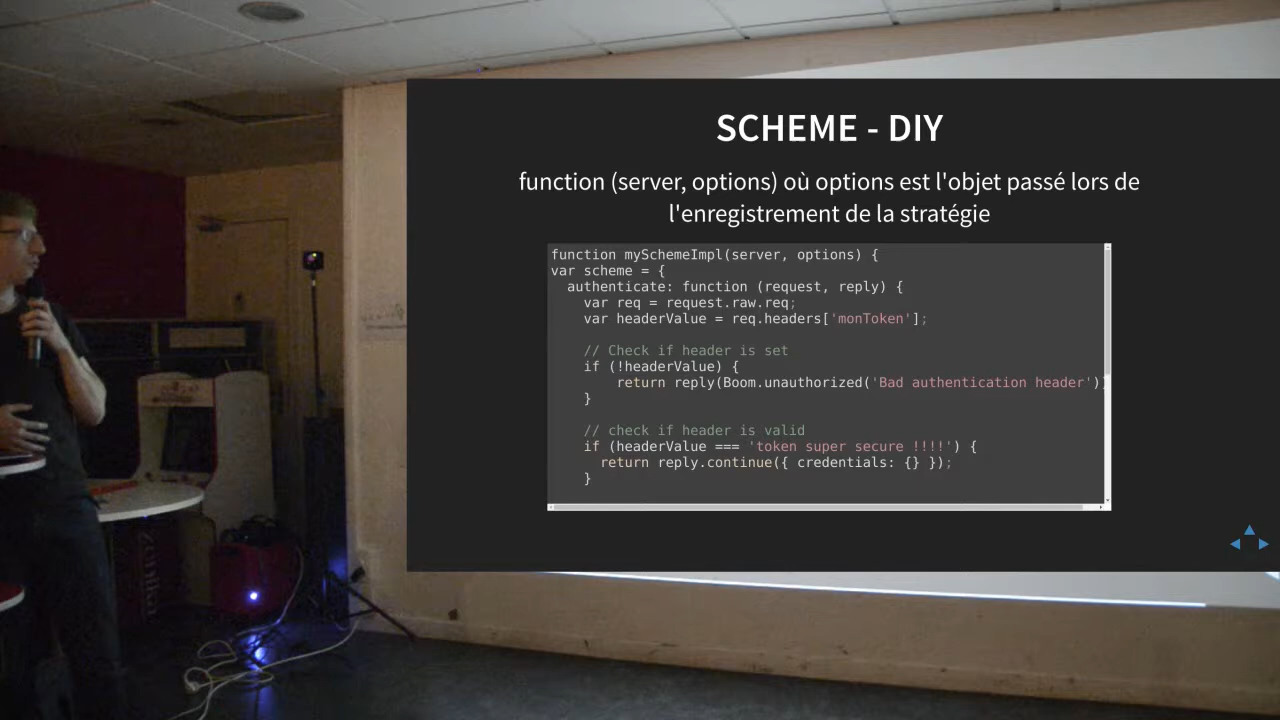 SCHEME - DIY
function (server, options) où options est l'objet passé lors de
l'enregistrement de la stratégie
function mySchemeImpl(server, options) {
var scheme = {
authenticate: function (request, reply) {
var req = request.raw.req;
var headerValue = req.headers['monToken'];
// Check if header is set
if (!headerValue) {
return reply(Boom.unauthorized('Bad authentication header')
}
// check if header is valid
if (headerValue === 'token super secure !!!!') {
return reply.continue({ credentials: {} });
}
Zenika